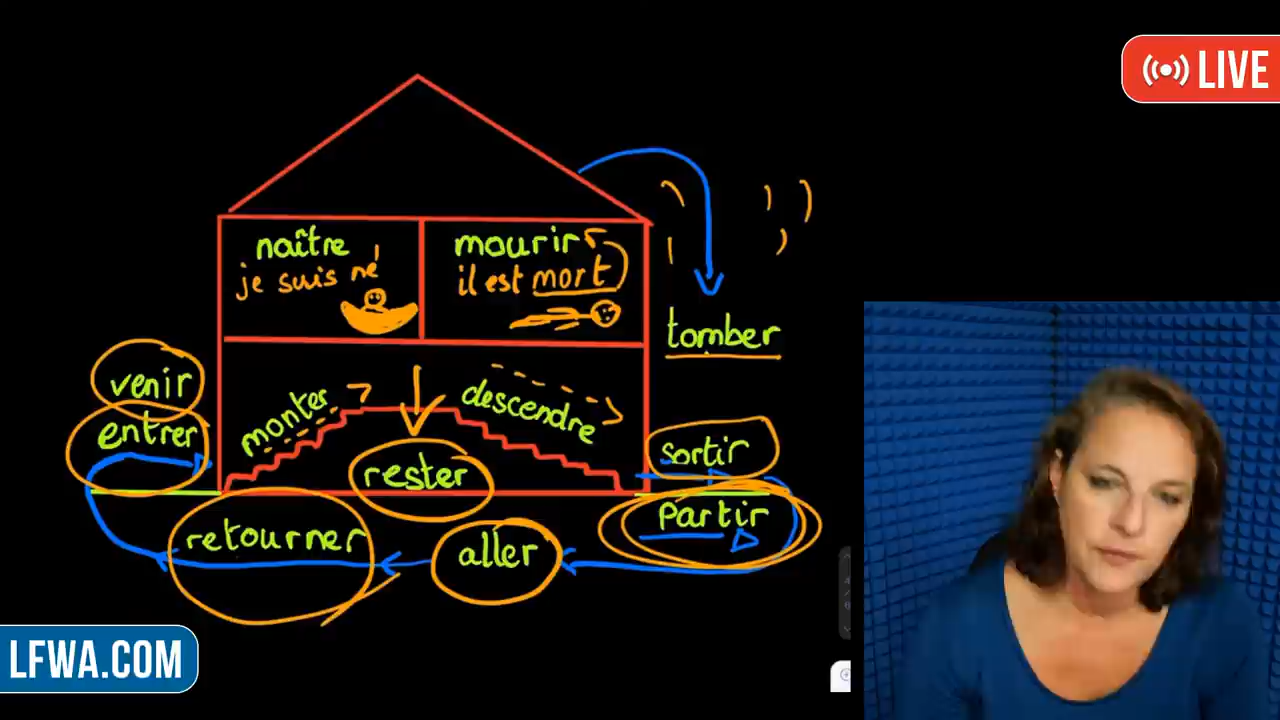 LIVE
naître
je suis né
mourir
il est mort
tomber
venir
entrer
monter
descendre
rester
sortir
partir
retourner
aller
LFWA.COM